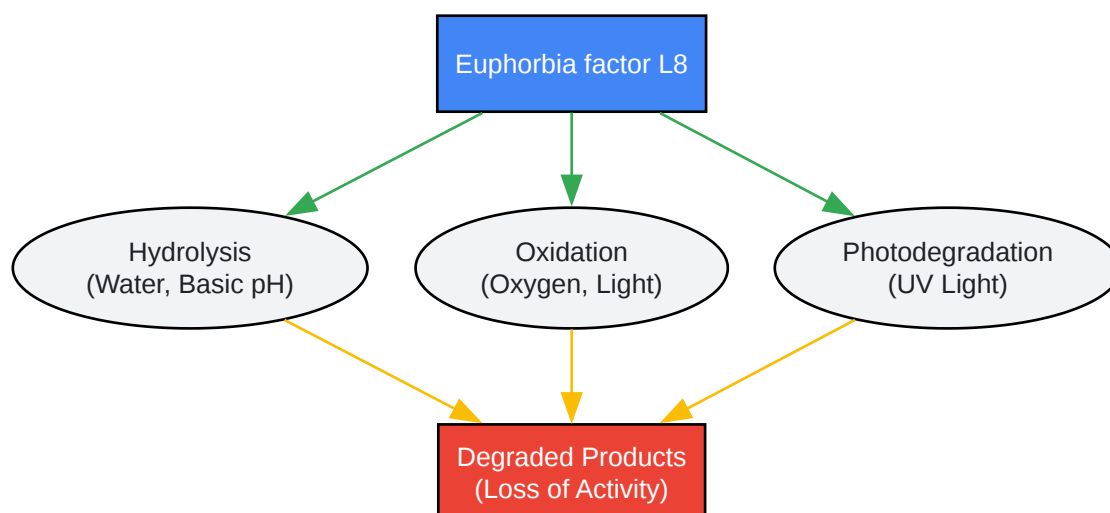 Euphorbia factor L8
Hydrolysis
(Water, Basic pH)
Oxidation
(Oxygen, Light)
Photodegradation
(UV Light)
Degraded Products
(Loss of Activity)